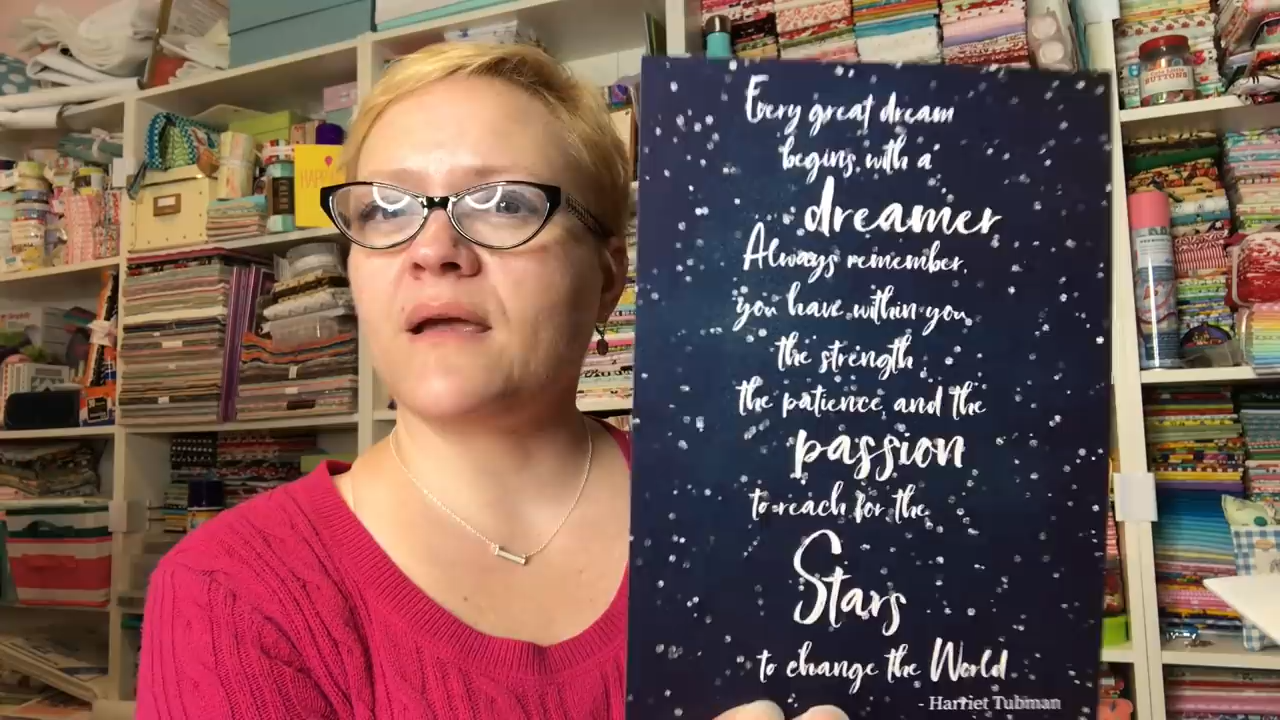 Every great dream
begins with a
dreamer
Always remember,
you have within you
the strength
the patience and the
passion
to reach for the
Stars
to change the World
- Harriet Tubman
BUTTONS